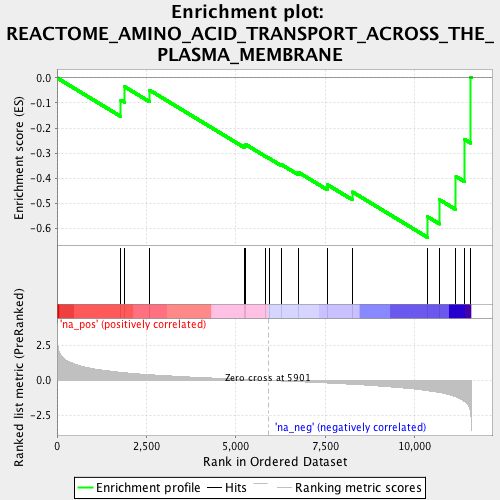 Enrichment plot:
REACTOME_AMINO_ACID_TRANSPORT_ACROSS_THE_
PLASMA_MEMBRANE
Enrichment score (ES)
0.0
-0.1
-0.2
-0.3
-0.4
-0.5
-0.6
'na_pos' (positively correlated)
Ranked list metric (PreRanked)
2.5
0.0
-2.5
Zero cross at 5901
'na_neg' (negatively correlated)
0
2,500
5,000
7,500
10,000
Rank in Ordered Dataset
Enrichment profile
Hits
Ranking metric scores